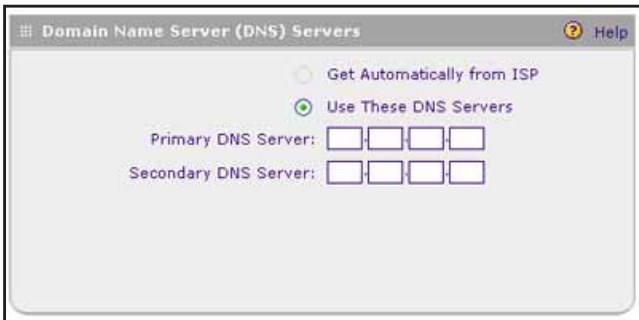 Domain Name Server (DNS) Servers
? Help
Get Automatically from ISP
Use These DNS Servers
Primary DNS Server:
Secondary DNS Server: